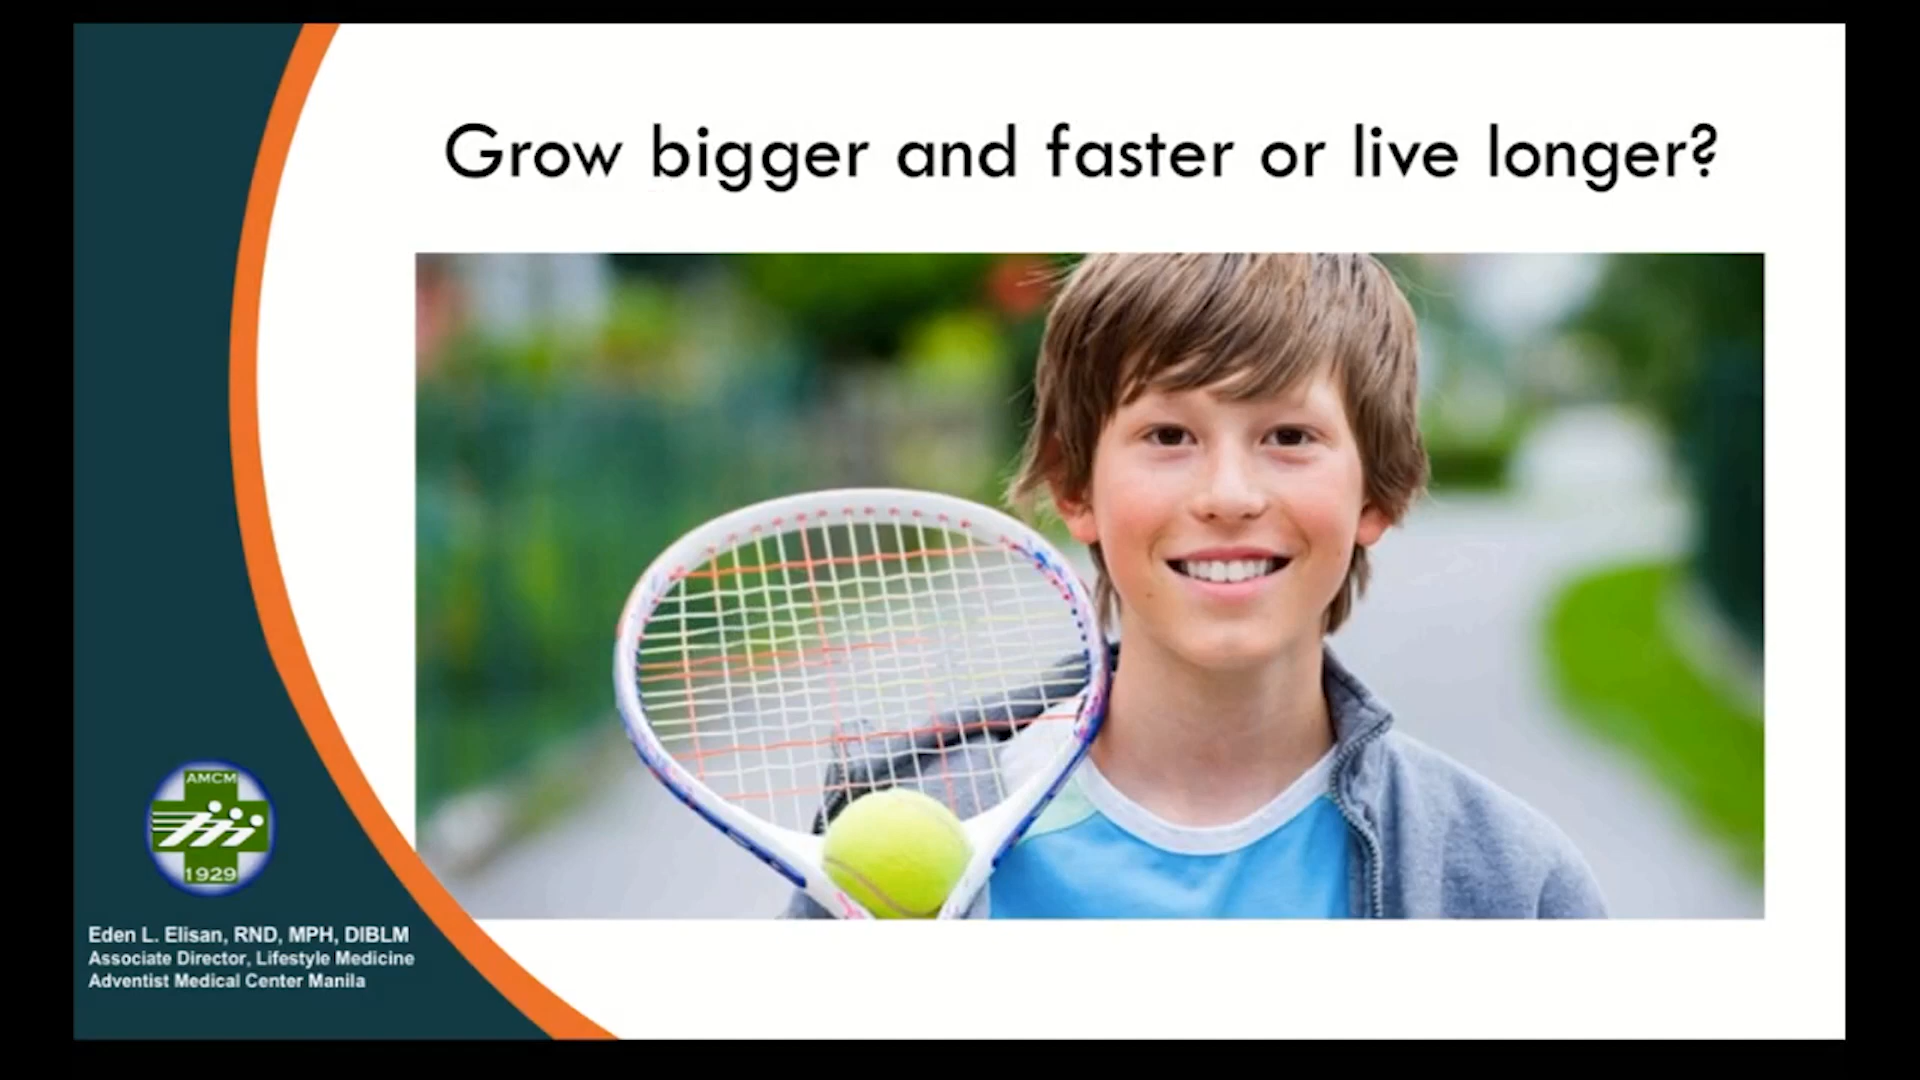 Grow bigger and faster or live longer?
AMCM
1929
Eden L. Elisan, RND, MPH, DIBLM
Associate Director, Lifestyle Medicine
Adventist Medical Center Manila